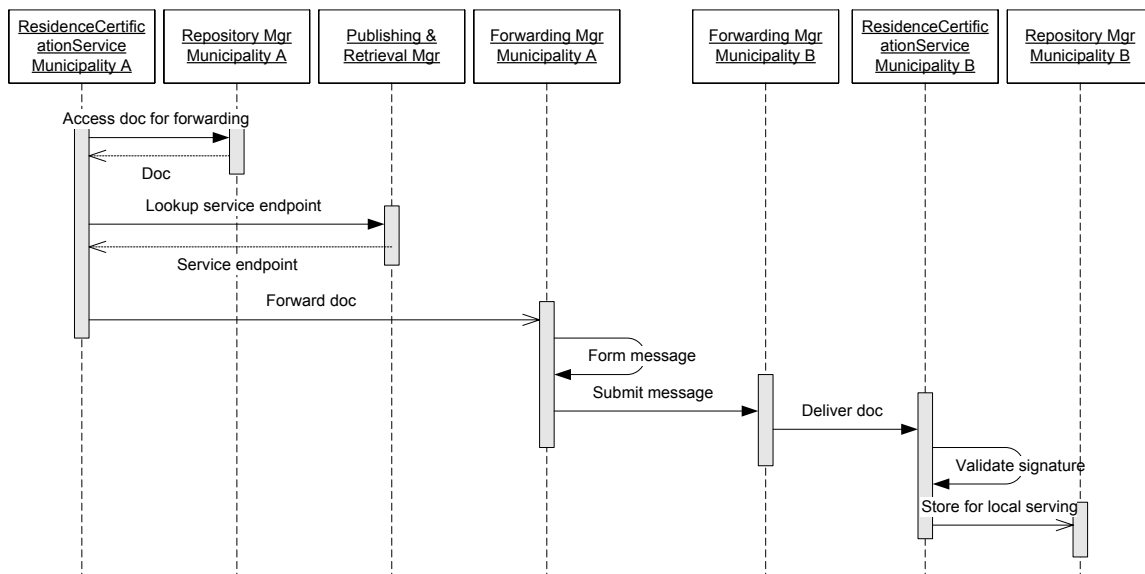 ResidenceCertific
ationService
Municipality A
Repository Mgr
Municipality A
Publishing &
Retrieval Mgr
Forwarding Mgr
Municipality A
Forwarding Mgr
Municipality B
ResidenceCertific
ationService
Municipality B
Repository Mgr
Municipality B
Access doc for forwarding
Doc
Lookup service endpoint
Service endpoint
Forward doc
Form message
Submit message
Deliver doc
Validate signature
Store for local serving